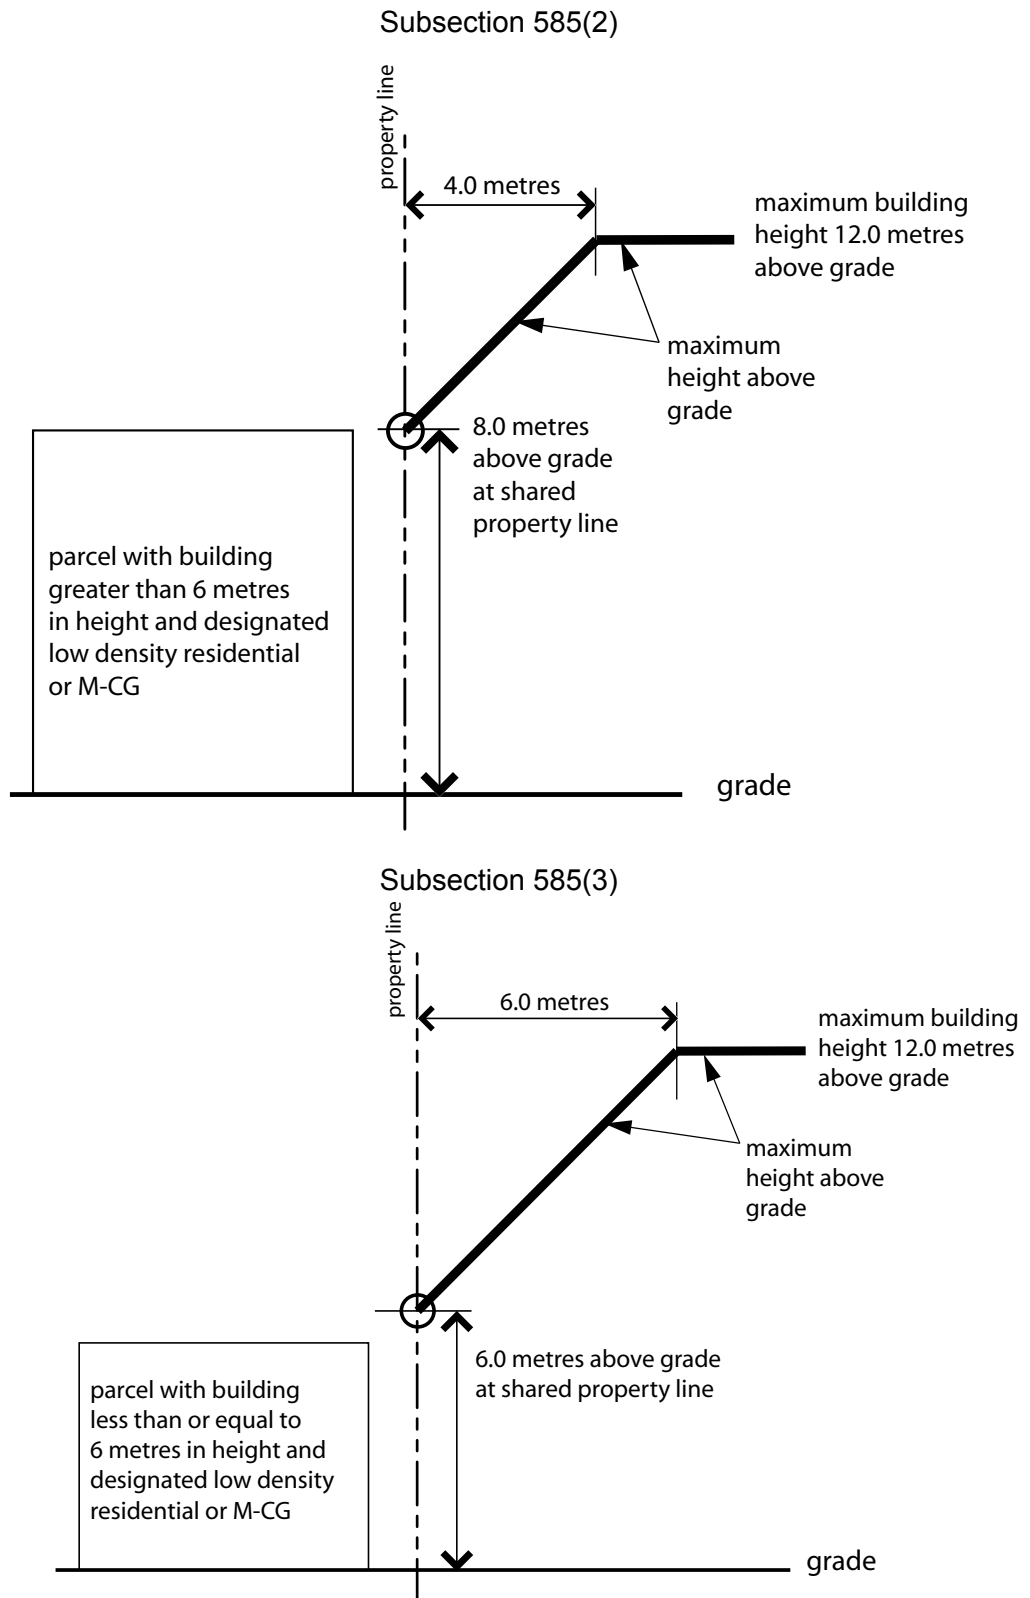 Subsection 585(2)
property line
4.0 metres
maximum building
height 12.0 metres
above grade
maximum
height above
grade
8.0 metres
above grade
at shared
property line
parcel with building
greater than 6 metres
in height and designated
low density residential
or M-CG
grade
Subsection 585(3)
property line
6.0 metres
maximum building
height 12.0 metres
above grade
maximum
height above
grade
6.0 metres above grade
at shared property line
parcel with building
less than or equal to
6 metres in height and
designated low density
residential or M-CG
grade